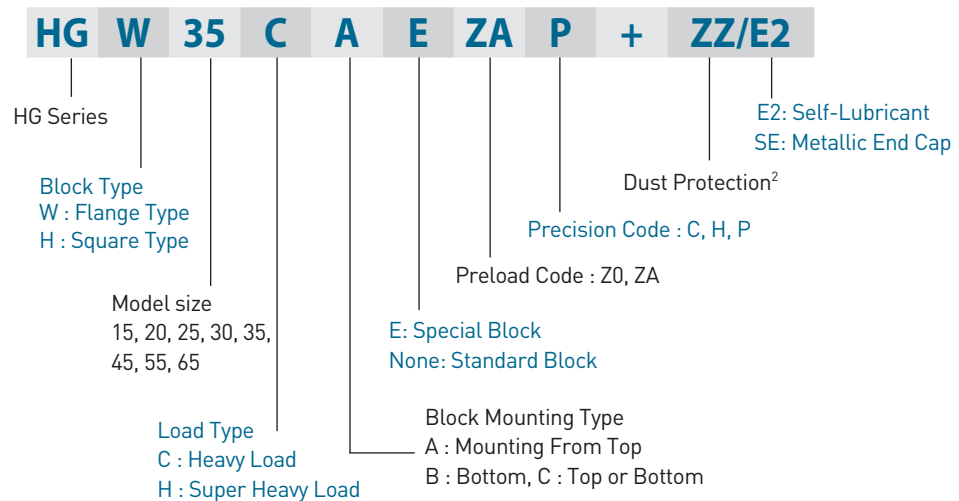 HG W 35 C A E ZA P + ZZ/E2
HG Series
E2: Self-Lubricant
SE: Metallic End Cap
Dust Protection²
Block Type
W : Flange Type
H : Square Type
Precision Code : C, H, P
Preload Code : Z0, ZA
Model size
15, 20, 25, 30, 35,
45, 55, 65
E: Special Block
None: Standard Block
Block Mounting Type
A : Mounting From Top
B : Bottom, C : Top or Bottom
Load Type
C : Heavy Load
H : Super Heavy Load